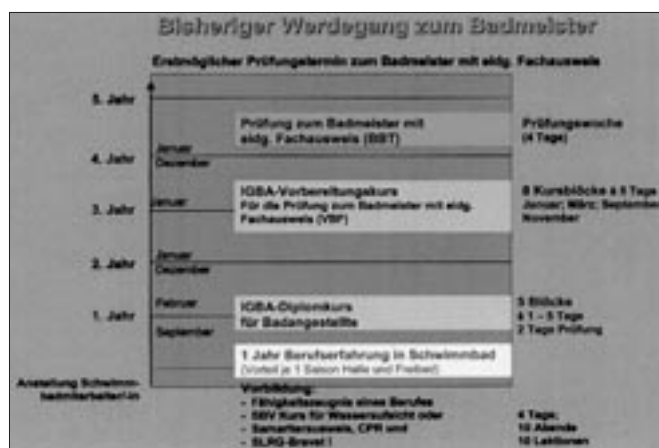 Bisheriger Werdegang zum Badmeister
Erstmöglicher Prüfungstermin zum Badmeister mit eidg. Fachausweis
5. Jahr
Prüfung zum Badmeister mit
eidg. Fachausweis (BBT)
Prüfungswoche
(4 Tage)
Januar
4. Jahr
Dezember
IGBA-Vorbereitungskurs
Für die Prüfung zum Badmeister mit eidg.
Fachausweis (VBF)
8 Kursblöcke à 5 Tage
Januar; März; September
November
Januar
3. Jahr
Januar
2. Jahr
Dezember
Februar
1. Jahr
September
IGBA-Diplomkurs
für Badangestellte
5 Blöcke
à 1 – 5 Tage
2 Tage Prüfung
1 Jahr Berufserfahrung in Schwimmbad
(Vorteil je 1 Saison Halle und Freibad)
Anstellung Schwimm-
badmitarbeiter/-in
Vorbildung:
- Fähigkeitszeugnis eines Berufes
- SBV Kurs für Wasseraufsicht oder
- Samariterausweis, CPR und
- SLRG-Brevet I
4 Tage;
10 Abende
10 Lektionen